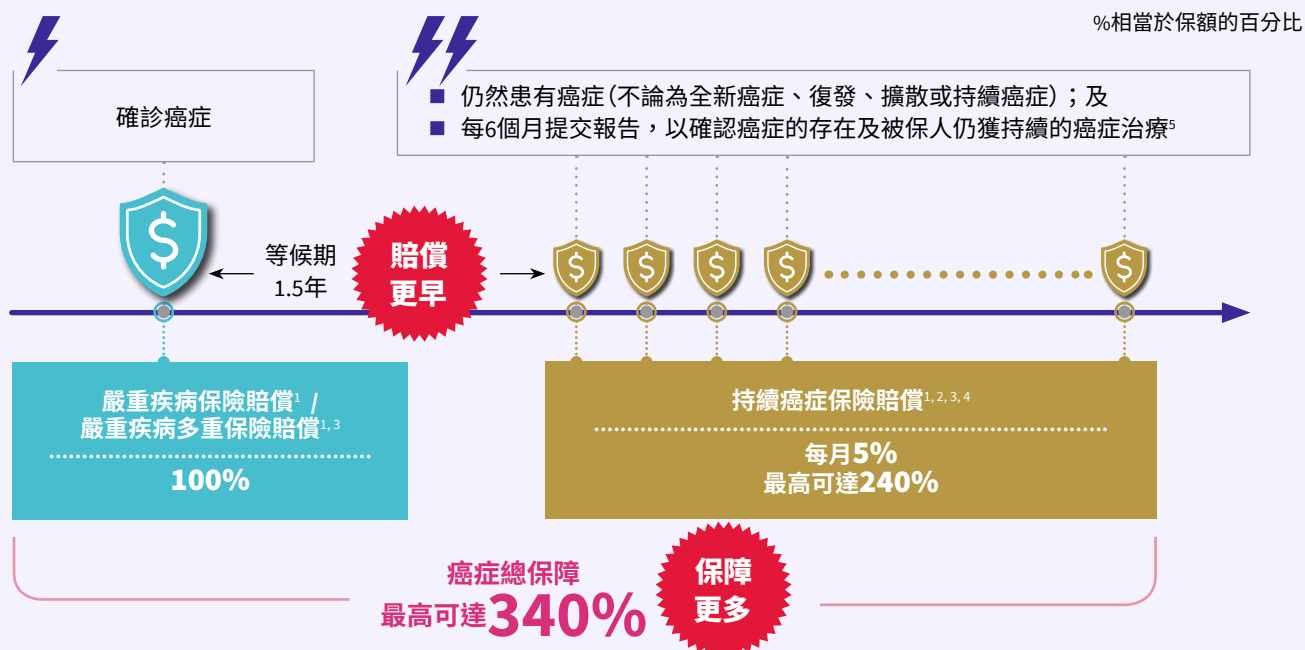 %相當於保額的百分比
確診癌症
仍然患有癌症（不論為全新癌症、復發、擴散或持續癌症）；及
每6個月提交報告，以確認癌症的存在及被保人仍獲持續的癌症治療5
$
等候期
1.5年
賠償
更早
$ $ $ $ $
嚴重疾病保險賠償1 /
嚴重疾病多重保險賠償1, 3
100%
持續癌症保險賠償1, 2, 3, 4
每月5%
最高可達240%
癌症總保障
最高可達340%
保障
更多